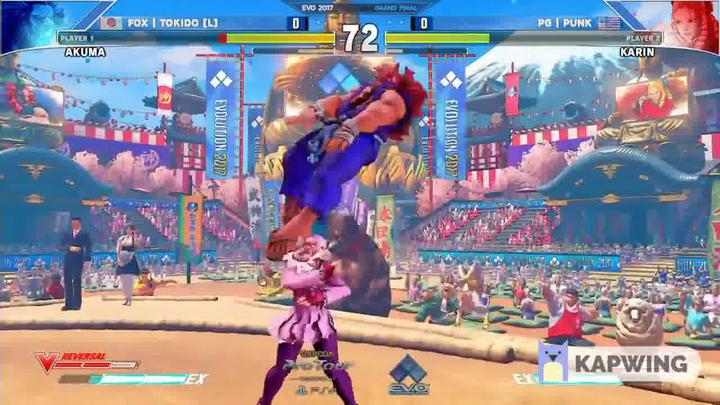 EVO 2017 GRAND FINAL
FOX | TOKIDO [L] 0 0 PG | PUNK
PLAYER 1 72 PLAYER 2
AKUMA KARIN
EVOLUTION 2017
EVOLUTION 2017
REVERSAL
EX
EX
CAPCOM
Pro Tour
PS4
EVO
KAPWING